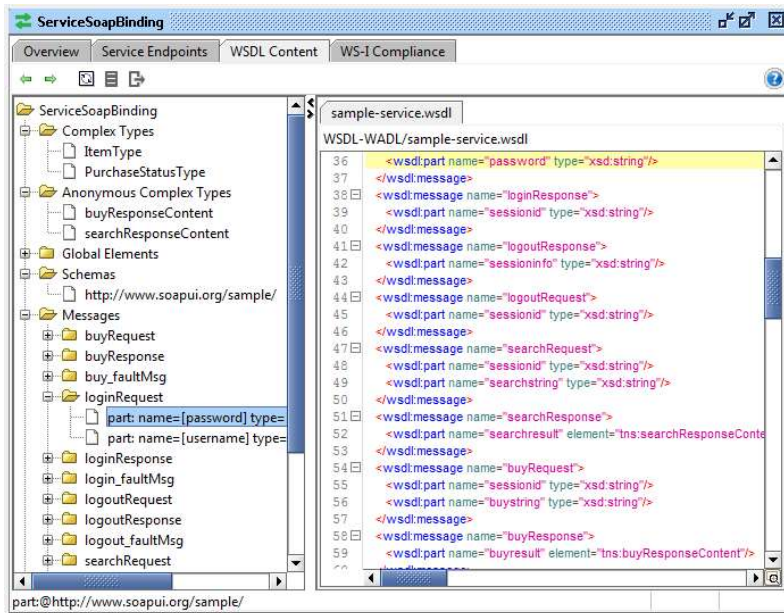 ServiceSoapBinding
Overview Service Endpoints WSDL Content WS-I Compliance
ServiceSoapBinding
Complex Types
ItemType
PurchaseStatusType
Anonymous Complex Types
buyResponseContent
searchResponseContent
Global Elements
Schemas
http://www.soapui.org/sample/
Messages
buyRequest
buyResponse
buy_faultMsg
loginRequest
part: name=[password] type=
part: name=[username] type=
loginResponse
login_faultMsg
logoutRequest
logoutResponse
logout_faultMsg
searchRequest
sample-service.wsdl
WSDL-WADL/sample-service.wsdl
36 <wsdl:part name="password" type="xsd:string"/>
37 </wsdl:message>
38 <wsdl:message name="loginResponse">
39 <wsdl:part name="sessionid" type="xsd:string"/>
40 </wsdl:message>
41 <wsdl:message name="logoutResponse">
42 <wsdl:part name="sessioninfo" type="xsd:string"/>
43 </wsdl:message>
44 <wsdl:message name="logoutRequest">
45 <wsdl:part name="sessionid" type="xsd:string"/>
46 </wsdl:message>
47 <wsdl:message name="searchRequest">
48 <wsdl:part name="sessionid" type="xsd:string"/>
49 <wsdl:part name="searchstring" type="xsd:string"/>
50 </wsdl:message>
51 <wsdl:message name="searchResponse">
52 <wsdl:part name="searchresult" element="tns:searchResponseConte
53 </wsdl:message>
54 <wsdl:message name="buyRequest">
55 <wsdl:part name="sessionid" type="xsd:string"/>
56 <wsdl:part name="buystring" type="xsd:string"/>
57 </wsdl:message>
58 <wsdl:message name="buyResponse">
59 <wsdl:part name="buyresult" element="tns:buyResponseContent"/>
part:@http://www.soapui.org/sample/